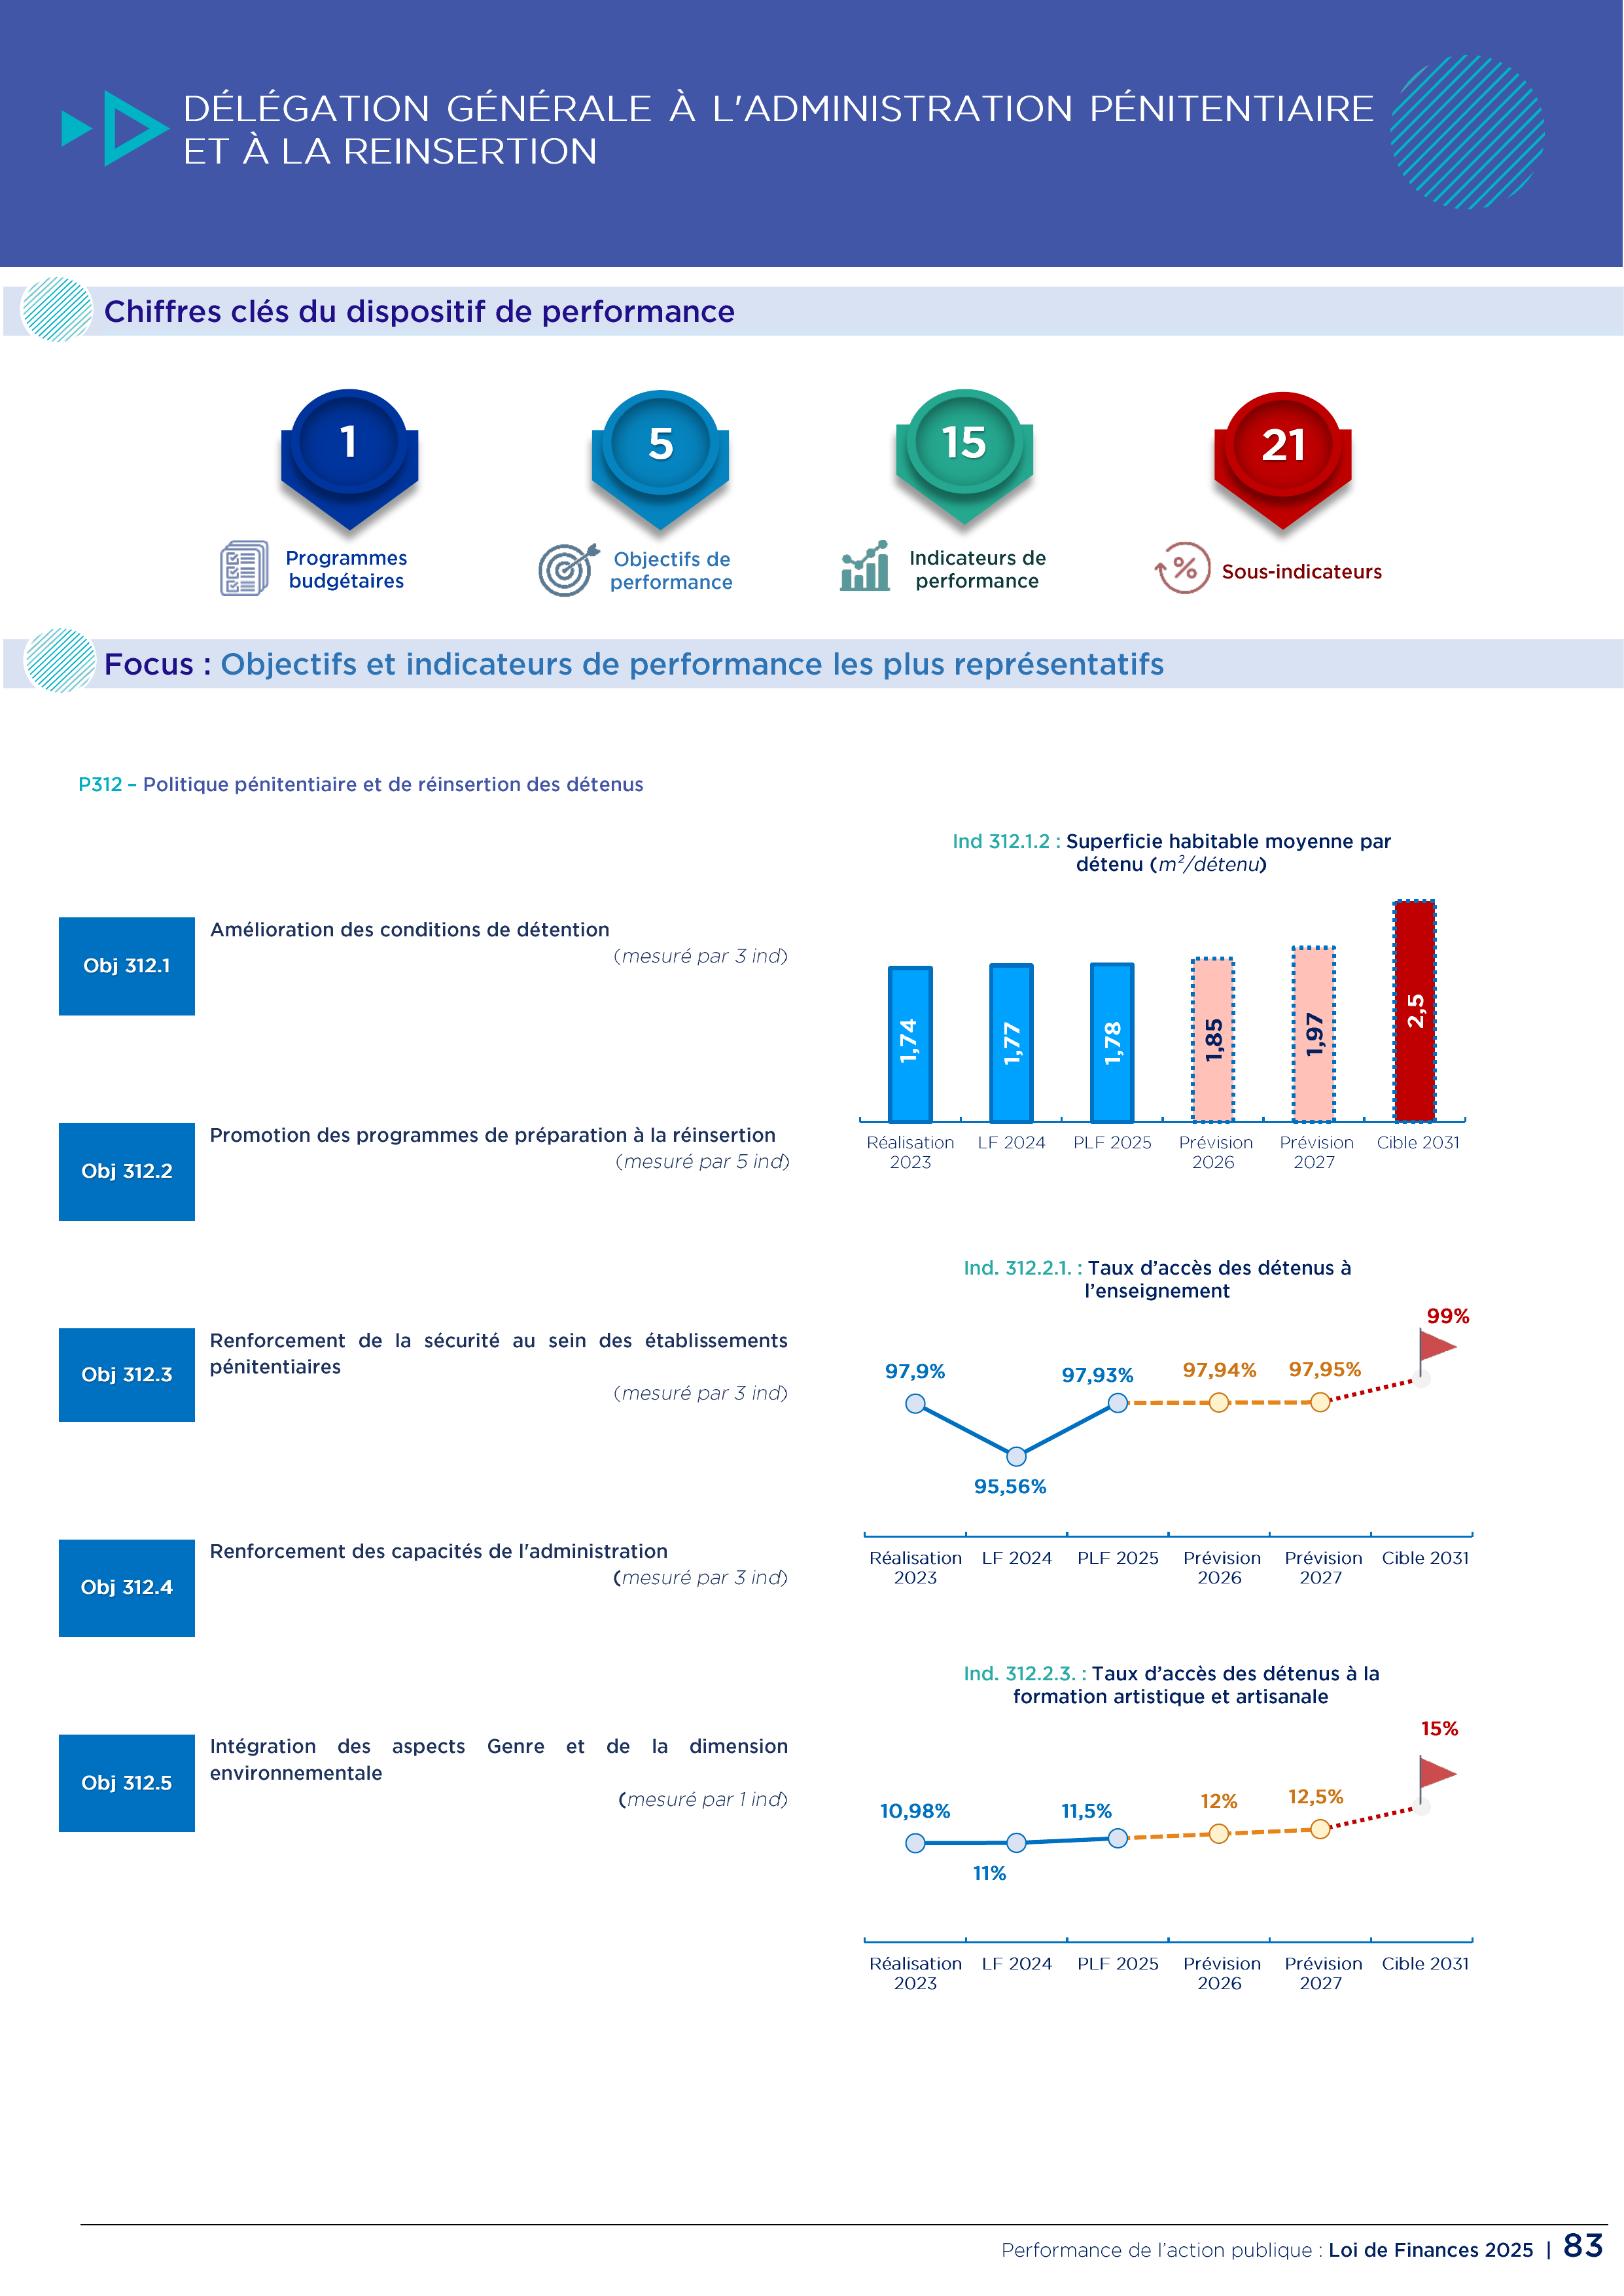 DÉLÉGATION GÉNÉRALE À L'ADMINISTRATION PÉNITENTIAIRE
ET À LA REINSERTION
Chiffres clés du dispositif de performance
1
5
15
21
Programmes
budgétaires
Objectifs de
performance
Indicateurs de
performance
%
Sous-indicateurs
Focus : Objectifs et indicateurs de performance les plus représentatifs
P312 – Politique pénitentiaire et de réinsertion des détenus
Obj 312.1
Amélioration des conditions de détention
(mesuré par 3 ind)
Obj 312.2
Promotion des programmes de préparation à la réinsertion
(mesuré par 5 ind)
Obj 312.3
Renforcement de la sécurité au sein des établissements
pénitentiaires
(mesuré par 3 ind)
Obj 312.4
Renforcement des capacités de l'administration
(mesuré par 3 ind)
Obj 312.5
Intégration des aspects Genre et de la dimension
environnementale
(mesuré par 1 ind)
Ind 312.1.2 : Superficie habitable moyenne par
détenu (m²/détenu)
1,74
1,77
1,78
1,85
1,97
2,5
Réalisation LF 2024 PLF 2025 Prévision Prévision Cible 2031
2023 2026 2027
Ind. 312.2.1. : Taux d’accès des détenus à
l’enseignement
99%
97,9% 97,93% 97,94% 97,95%
95,56%
Réalisation LF 2024 PLF 2025 Prévision Prévision Cible 2031
2023 2026 2027
Ind. 312.2.3. : Taux d’accès des détenus à la
formation artistique et artisanale
15%
10,98% 11,5% 12% 12,5%
11%
Réalisation LF 2024 PLF 2025 Prévision Prévision Cible 2031
2023 2026 2027
Performance de l’action publique : Loi de Finances 2025 | 83